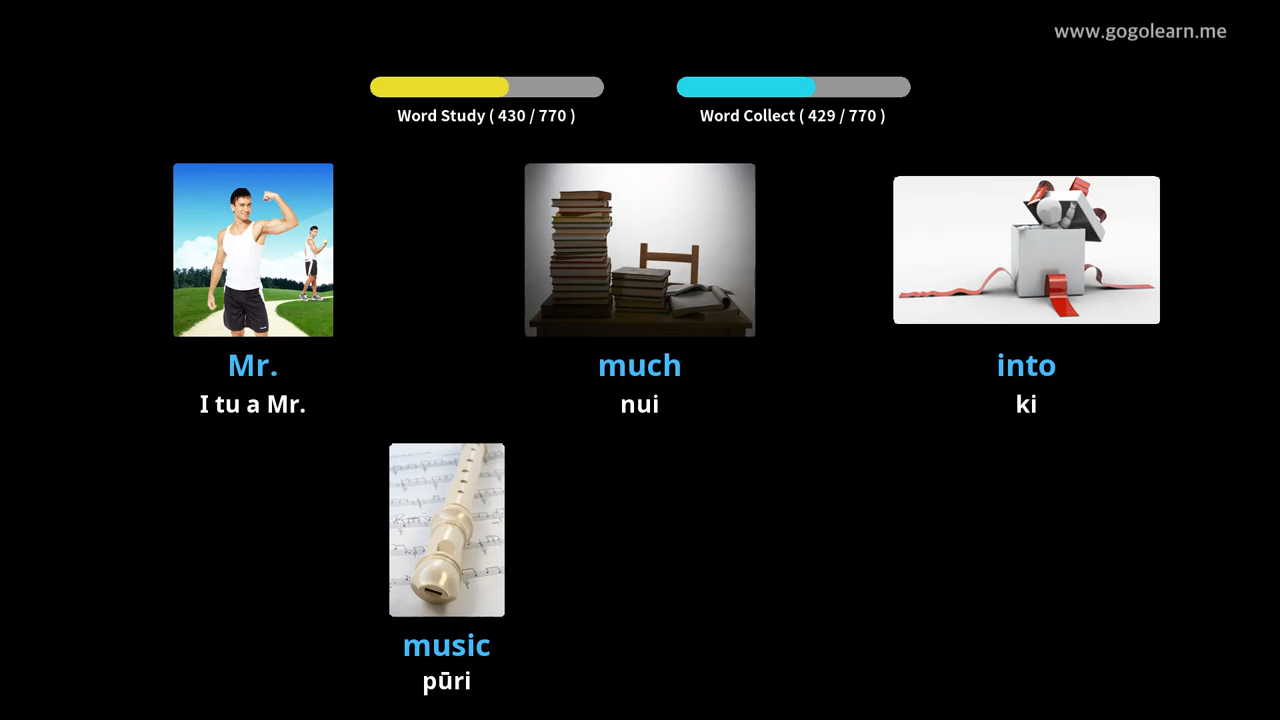 www.gogolearn.me
Word Study ( 430 / 770 )
Word Collect ( 429 / 770 )
Mr.
I tu a Mr.
much
nui
into
ki
music
pūri